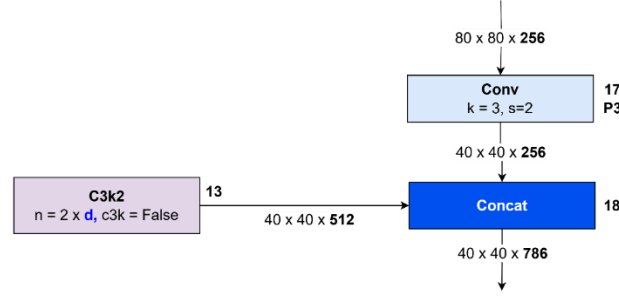 80 x 80 x 256
Conv
k = 3, s=2
17
P3
40 x 40 x 256
C3k2
n = 2 x d, c3k = False
13
40 x 40 x 512
Concat
18
40 x 40 x 786